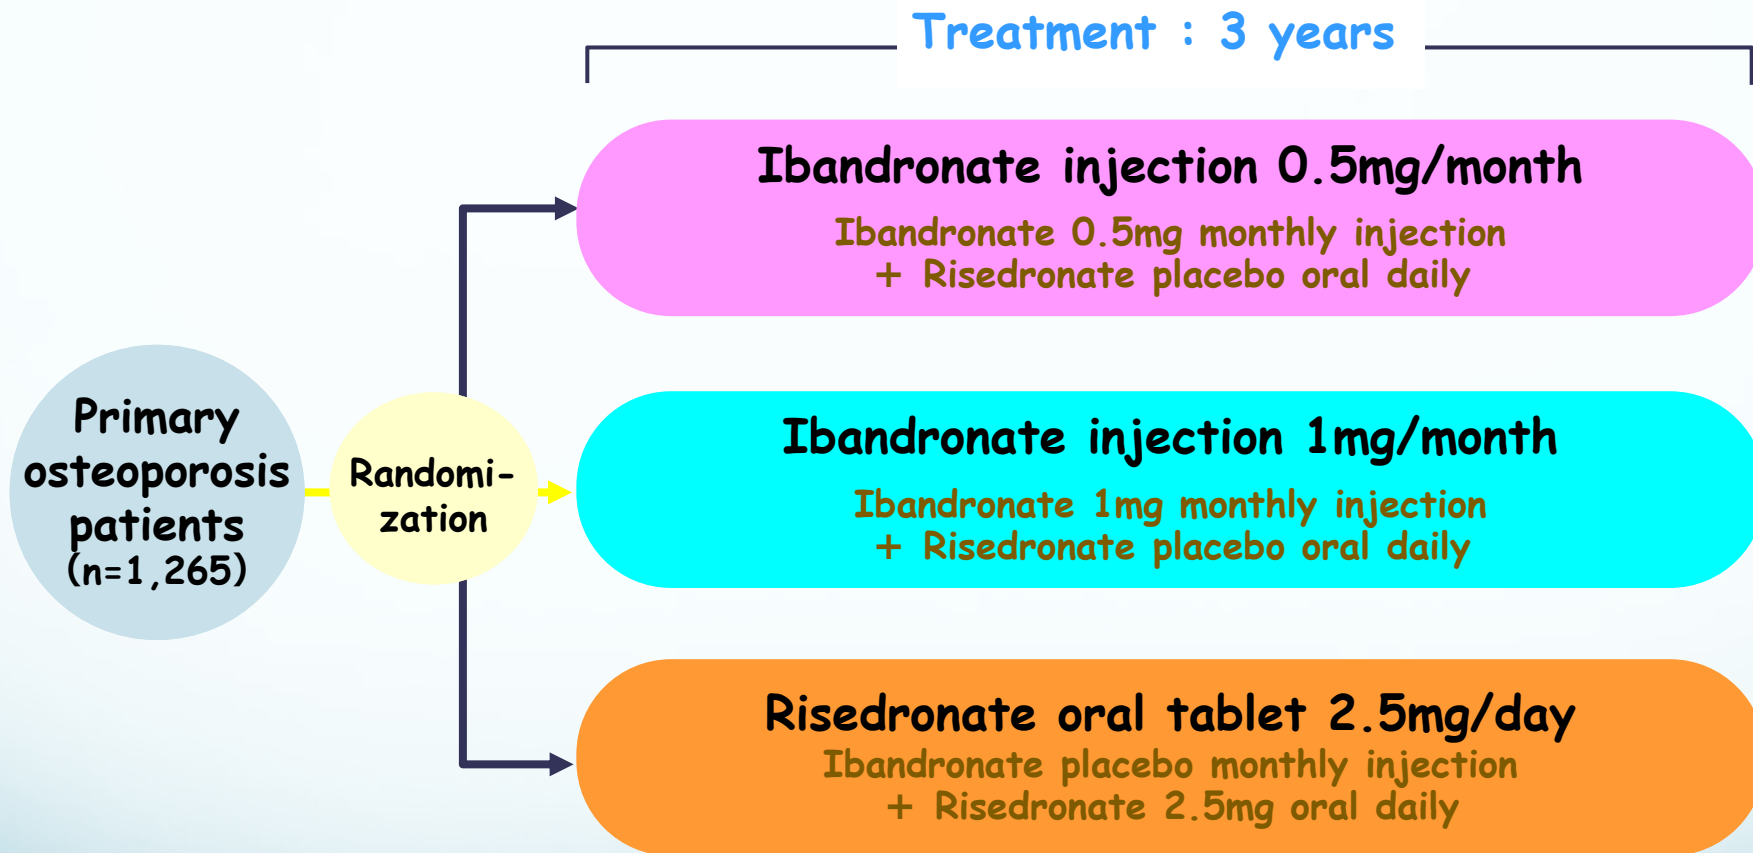 Treatment : 3 years
Ibandronate injection 0.5mg/month
Ibandronate 0.5mg monthly injection
+ Risedronate placebo oral daily
Primary
osteoporosis
patients
(n=1,265)
Randomi-
zation
Ibandronate injection 1mg/month
Ibandronate 1mg monthly injection
+ Risedronate placebo oral daily
Risedronate oral tablet 2.5mg/day
Ibandronate placebo monthly injection
+ Risedronate 2.5mg oral daily